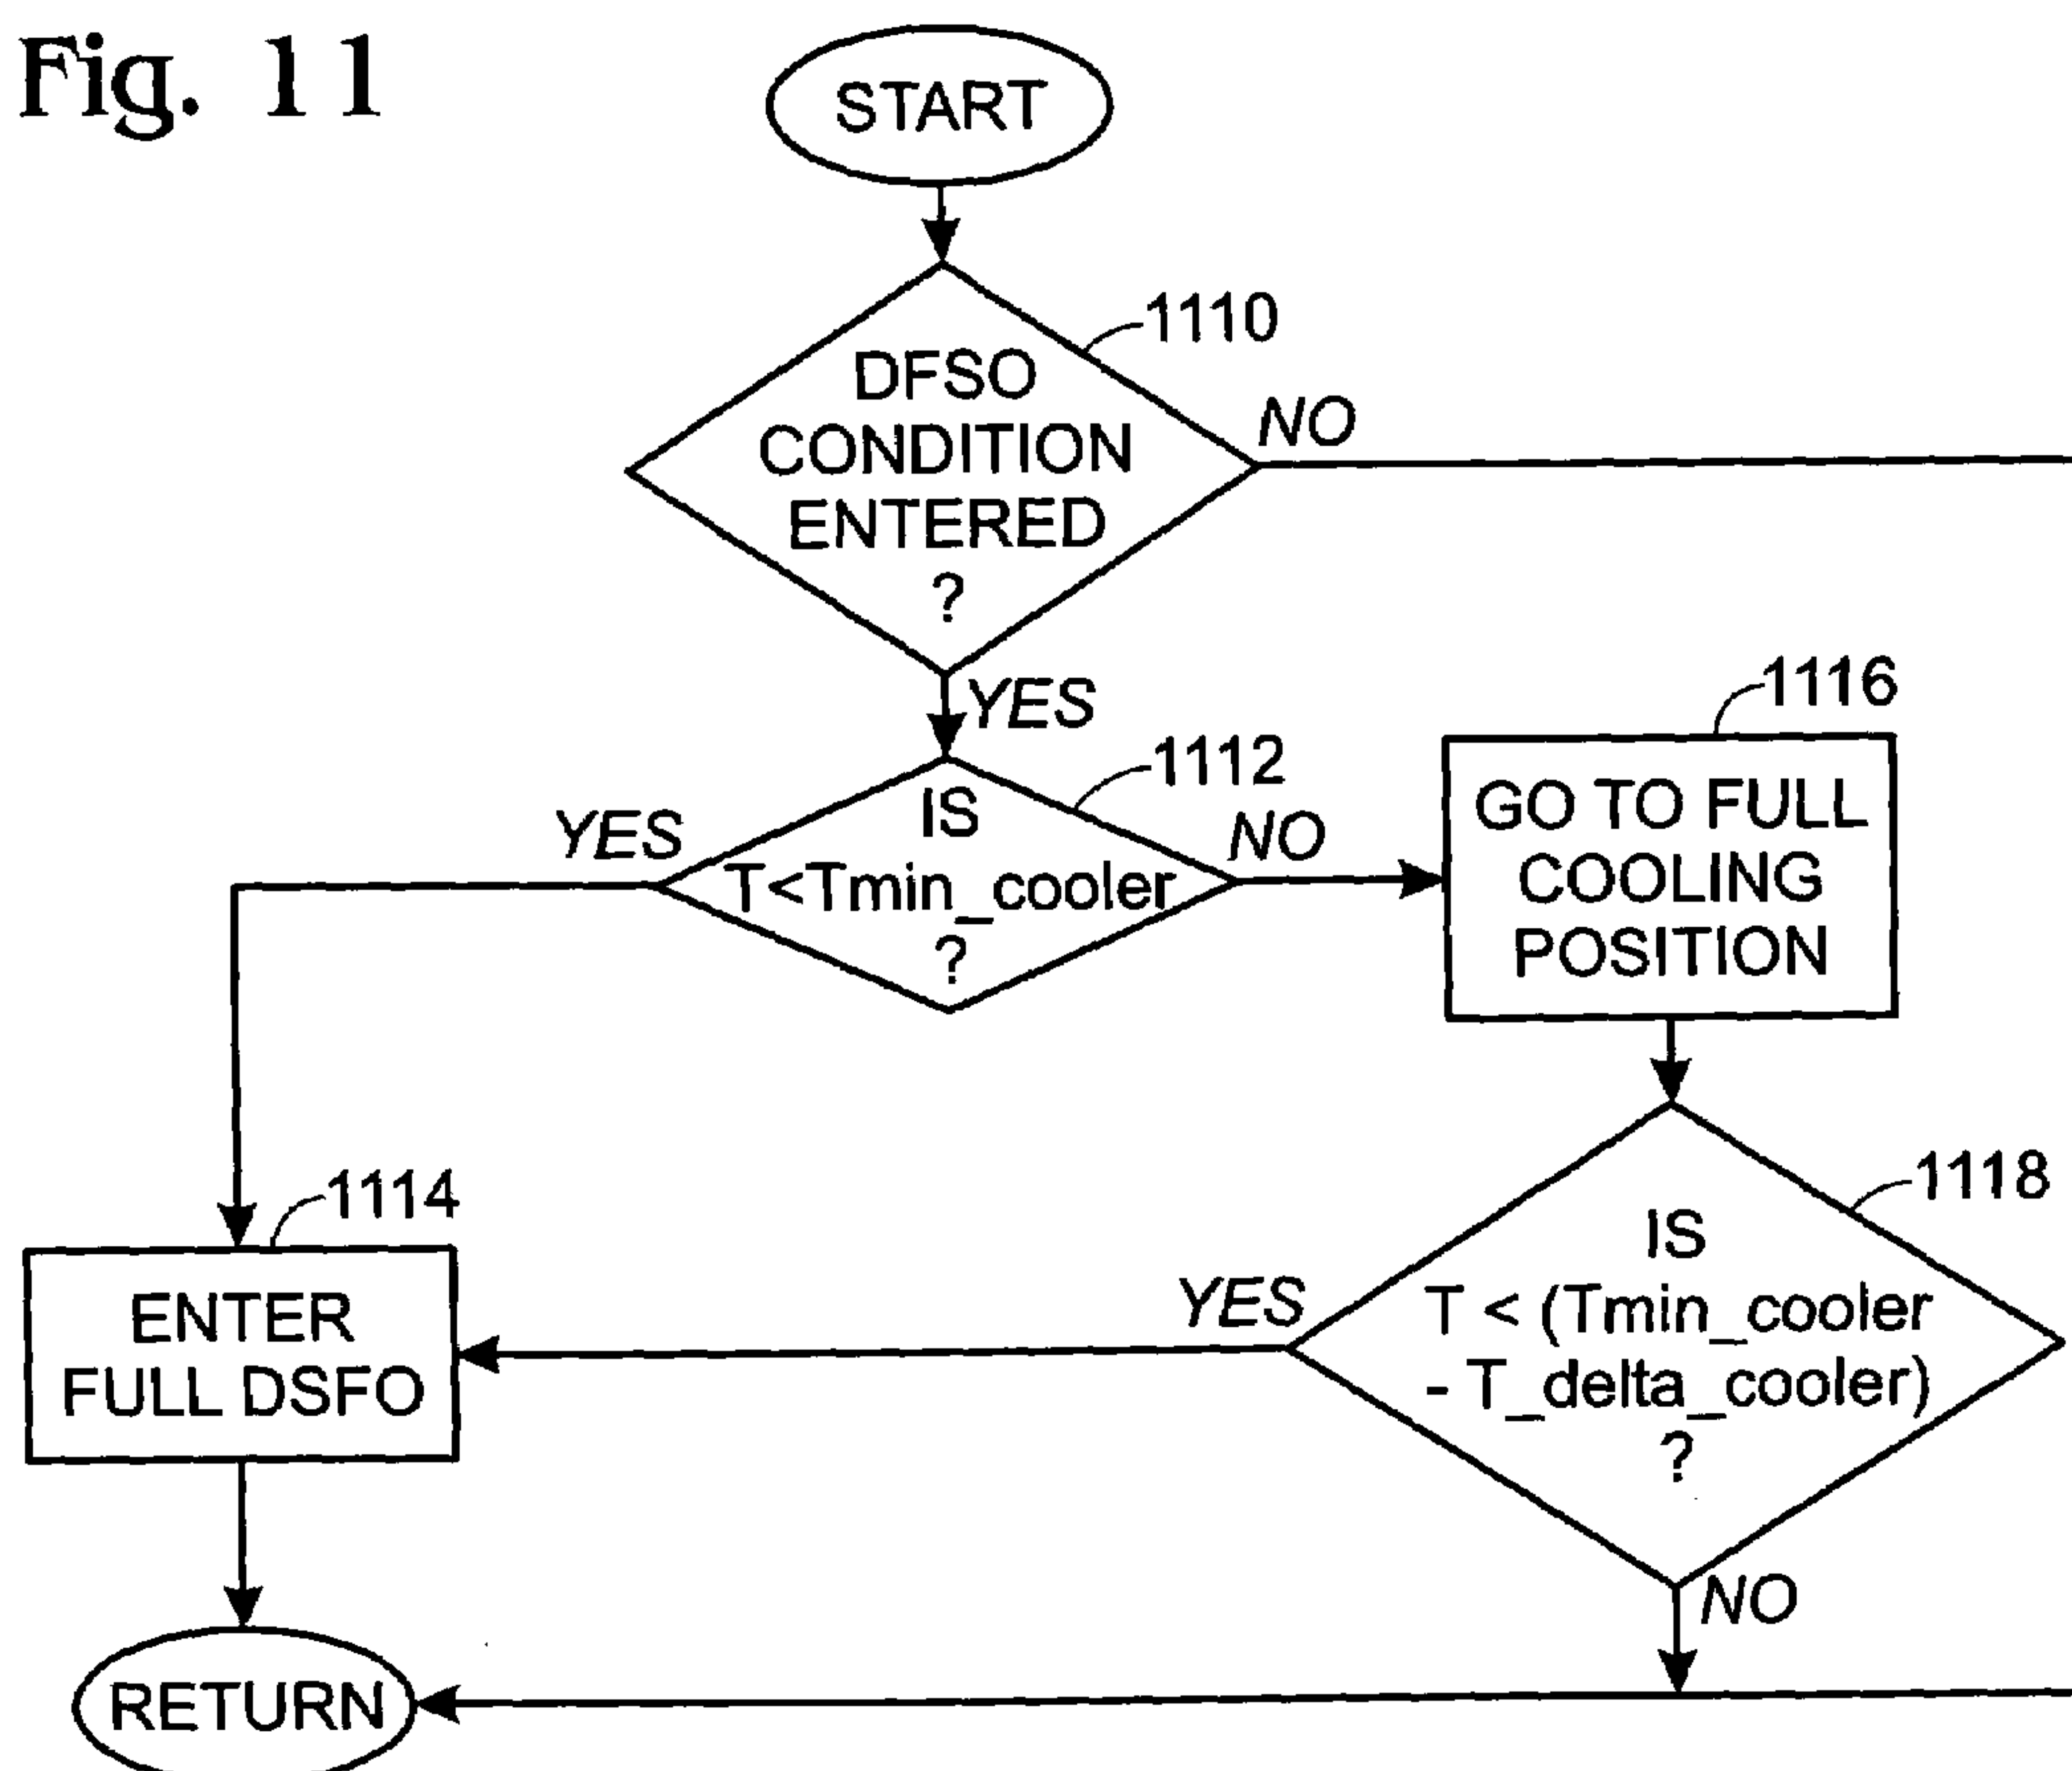 Fig. 11
START
1110
DFSO
CONDITION
ENTERED
?
NO
YES
1112
IS
T<Tmin_cooler
?
YES
NO
1116
GO TO FULL
COOLING
POSITION
1118
IS
T < (Tmin_cooler
- T_delta_cooler)
?
YES
NO
1114
ENTER
FULL DSFO
RETURN